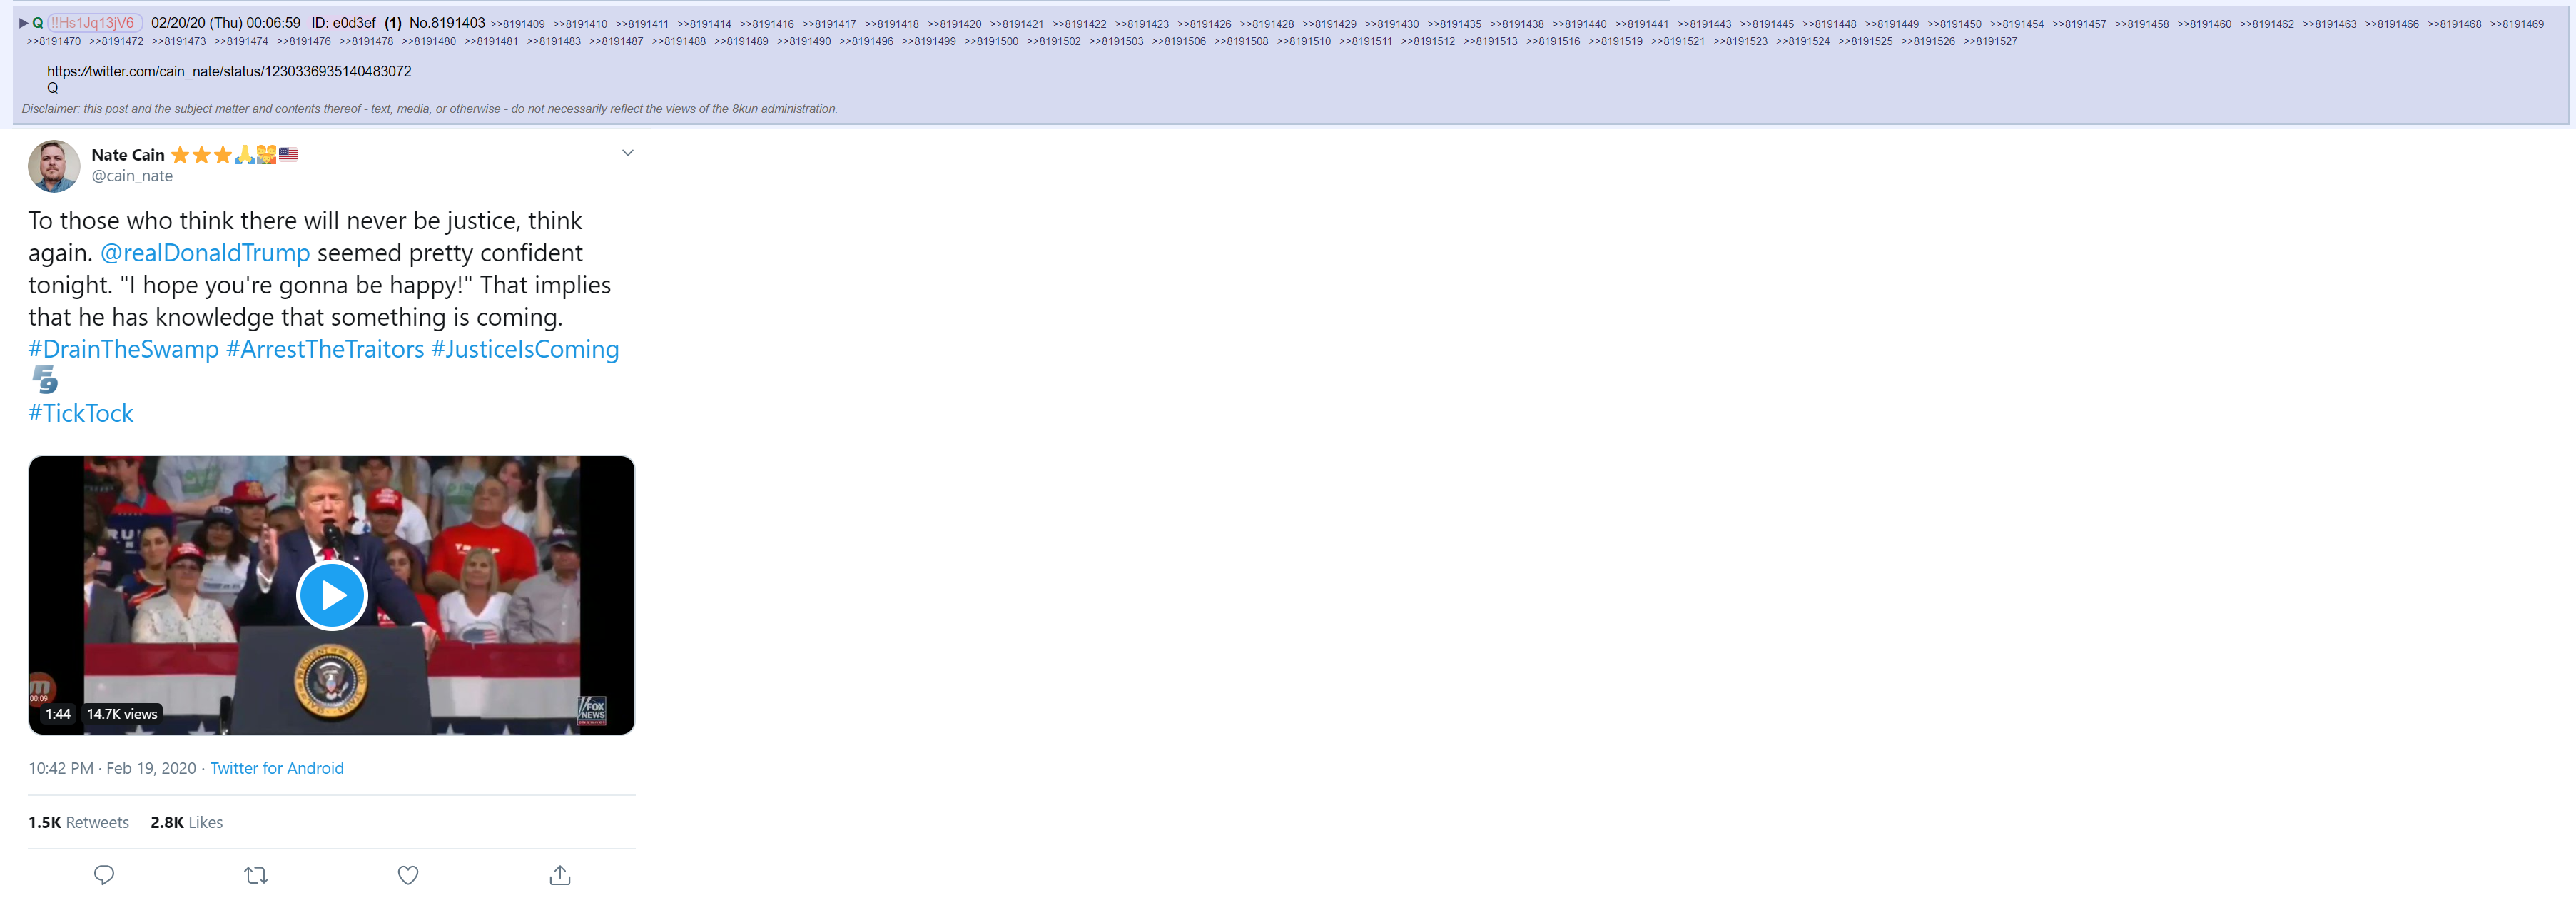 ▶ Q !!Hs1Jq13jV6 02/20/20 (Thu) 00:06:59 ID: e0d3ef (1) No.8191403 >>8191409 >>8191410 >>8191411 >>8191414 >>8191416 >>8191417 >>8191418 >>8191420 >>8191421 >>8191422 >>8191423 >>8191426 >>8191428 >>8191429 >>8191430 >>8191435 >>8191438 >>8191440 >>8191441 >>8191443 >>8191445 >>8191448 >>8191449 >>8191450 >>8191454 >>8191457 >>8191458 >>8191460 >>8191462 >>8191463 >>8191466 >>8191468 >>8191469
>>8191470 >>8191472 >>8191473 >>8191474 >>8191476 >>8191478 >>8191480 >>8191481 >>8191483 >>8191487 >>8191488 >>8191489 >>8191490 >>8191496 >>8191499 >>8191500 >>8191502 >>8191503 >>8191506 >>8191508 >>8191510 >>8191511 >>8191512 >>8191513 >>8191516 >>8191519 >>8191521 >>8191523 >>8191524 >>8191525 >>8191526 >>8191527
https://twitter.com/cain_nate/status/1230336935140483072
Q
Disclaimer: this post and the subject matter and contents thereof - text, media, or otherwise - do not necessarily reflect the views of the 8kun administration.
Nate Cain ⭐⭐⭐🙏👨‍👩‍👧🇺🇸
@cain_nate
To those who think there will never be justice, think
again. @realDonaldTrump seemed pretty confident
tonight. "I hope you're gonna be happy!" That implies
that he has knowledge that something is coming.
#DrainTheSwamp #ArrestTheTraitors #JusticeIsComing
F9
#TickTock
TRUMP
00:09
1:44 14.7K views
FOX
NEWS
10:42 PM · Feb 19, 2020 · Twitter for Android
1.5K Retweets 2.8K Likes